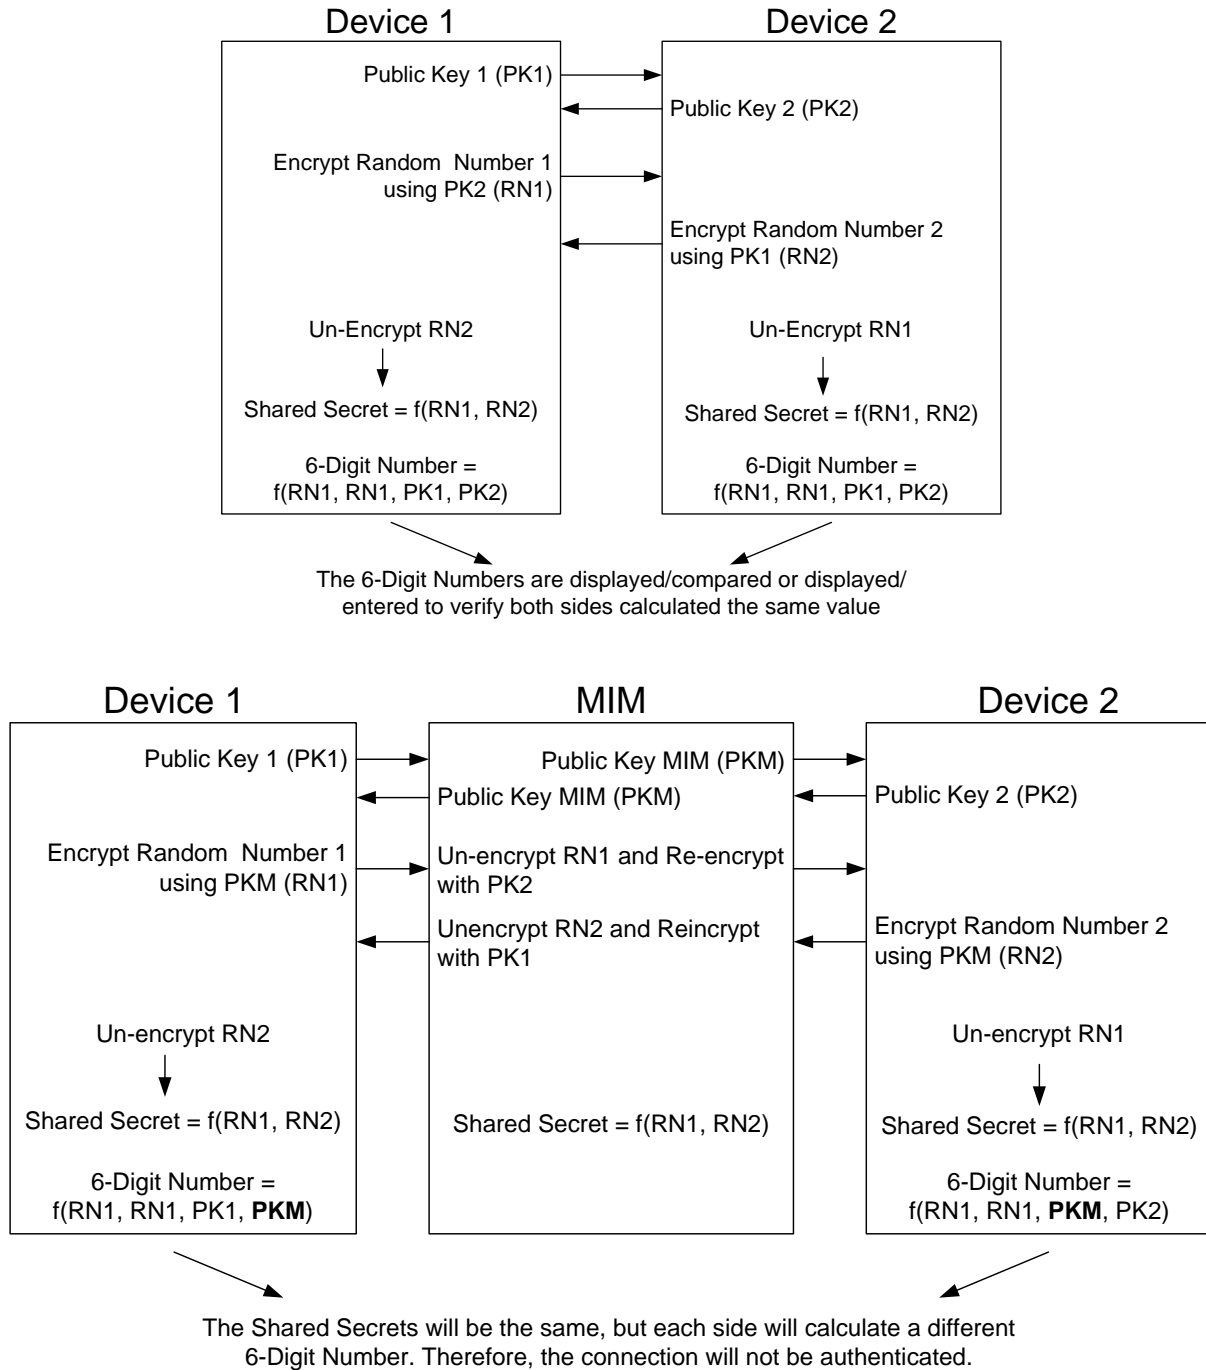 Device 1
Device 2
Public Key 1 (PK1)
Public Key 2 (PK2)
Encrypt Random  Number 1
using PK2 (RN1)
Encrypt Random Number 2
using PK1 (RN2)
Un-Encrypt RN2
Un-Encrypt RN1
Shared Secret = f(RN1, RN2)
Shared Secret = f(RN1, RN2)
6-Digit Number =
f(RN1, RN1, PK1, PK2)
6-Digit Number =
f(RN1, RN1, PK1, PK2)
The 6-Digit Numbers are displayed/compared or displayed/
entered to verify both sides calculated the same value
Device 1
MIM
Device 2
Public Key 1 (PK1)
Public Key MIM (PKM)
Public Key MIM (PKM)
Public Key 2 (PK2)
Encrypt Random  Number 1
using PKM (RN1)
Un-encrypt RN1 and Re-encrypt
with PK2
Unencrypt RN2 and Reincrypt
with PK1
Encrypt Random Number 2
using PKM (RN2)
Un-encrypt RN2
Un-encrypt RN1
Shared Secret = f(RN1, RN2)
Shared Secret = f(RN1, RN2)
Shared Secret = f(RN1, RN2)
6-Digit Number =
f(RN1, RN1, PK1, PKM)
6-Digit Number =
f(RN1, RN1, PKM, PK2)
The Shared Secrets will be the same, but each side will calculate a different
6-Digit Number. Therefore, the connection will not be authenticated.